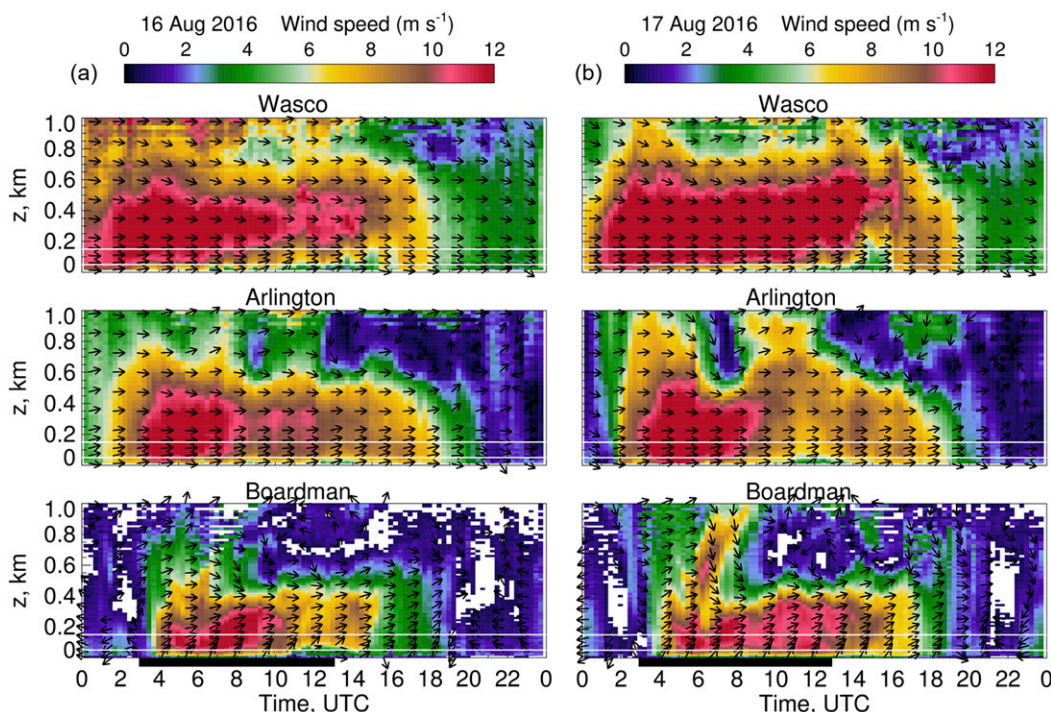 16 Aug 2016 Wind speed (m s-1)
0 2 4 6 8 10 12
(a)
Wasco
1.0
0.8
0.6
0.4
0.2
0
z, km
Arlington
1.0
0.8
0.6
0.4
0.2
0
z, km
Boardman
1.0
0.8
0.6
0.4
0.2
0
z, km
0 2 4 6 8 10 12 14 16 18 20 22 0
Time, UTC
17 Aug 2016 Wind speed (m s-1)
0 2 4 6 8 10 12
(b)
Wasco
z, km
Arlington
z, km
Boardman
z, km
0 2 4 6 8 10 12 14 16 18 20 22 0
Time, UTC